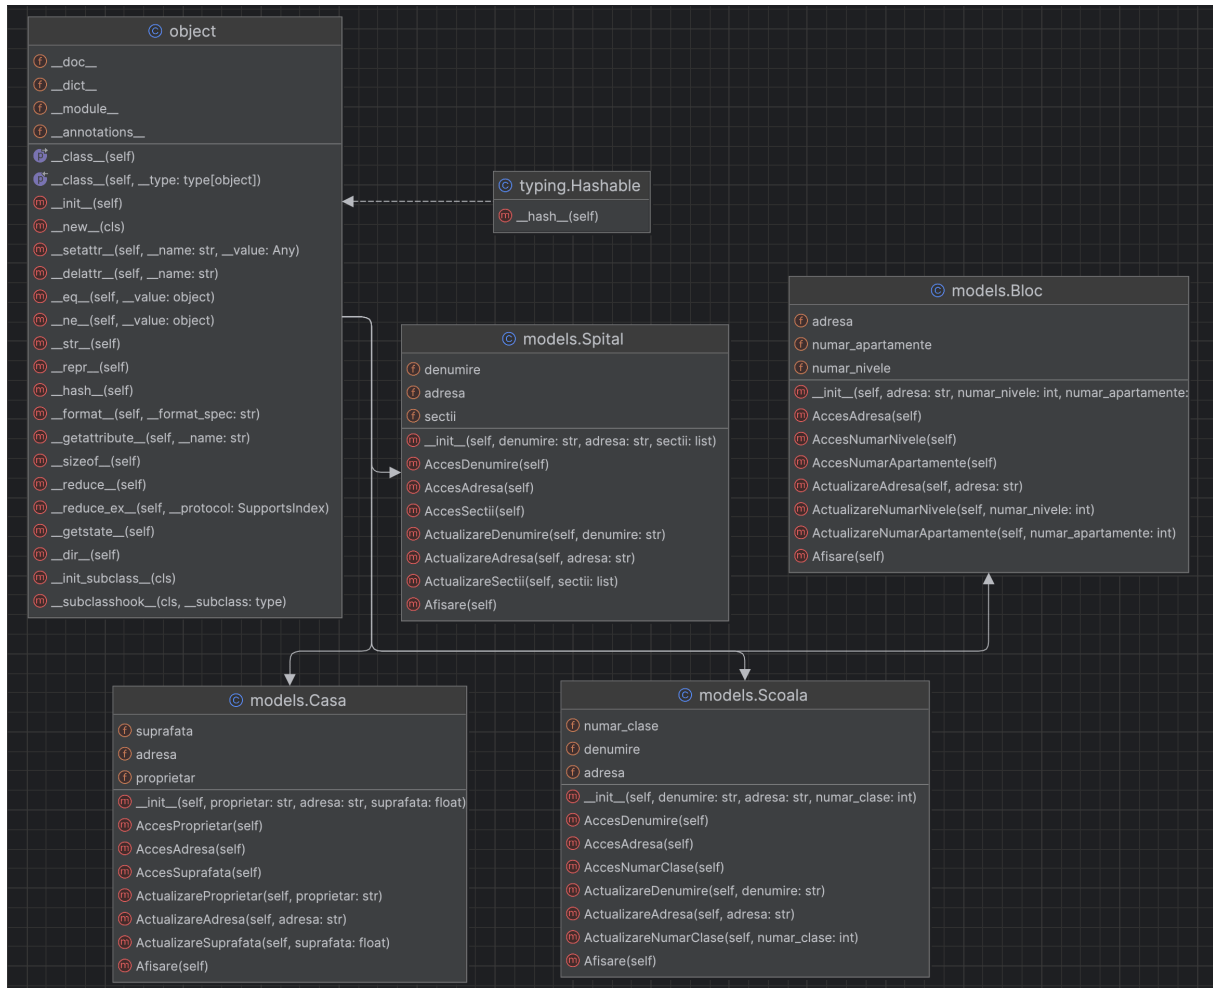 object
__doc__
__dict__
__module__
__annotations__
__class__(self)
__class__(self, __type: type[object])
__init__(self)
__new__(cls)
__setattr__(self, __name: str, __value: Any)
__delattr__(self, __name: str)
__eq__(self, __value: object)
__ne__(self, __value: object)
__str__(self)
__repr__(self)
__hash__(self)
__format__(self, __format_spec: str)
__getattribute__(self, __name: str)
__sizeof__(self)
__reduce__(self)
__reduce_ex__(self, __protocol: SupportsIndex)
__getstate__(self)
__dir__(self)
__init_subclass__(cls)
__subclasshook__(cls, __subclass: type)
typing.Hashable
__hash__(self)
models.Spital
denumire
adresa
sectii
__init__(self, denumire: str, adresa: str, sectii: list)
AccesDenumire(self)
AccesAdresa(self)
AccesSectii(self)
ActualizareDenumire(self, denumire: str)
ActualizareAdresa(self, adresa: str)
ActualizareSectii(self, sectii: list)
Afisare(self)
models.Bloc
adresa
numar_apartamente
numar_nivele
__init__(self, adresa: str, numar_nivele: int, numar_apartamente:
AccesAdresa(self)
AccesNumarNivele(self)
AccesNumarApartamente(self)
ActualizareAdresa(self, adresa: str)
ActualizareNumarNivele(self, numar_nivele: int)
ActualizareNumarApartamente(self, numar_apartamente: int)
Afisare(self)
models.Casa
suprafata
adresa
proprietar
__init__(self, proprietar: str, adresa: str, suprafata: float)
AccesProprietar(self)
AccesAdresa(self)
AccesSuprafata(self)
ActualizareProprietar(self, proprietar: str)
ActualizareAdresa(self, adresa: str)
ActualizareSuprafata(self, suprafata: float)
Afisare(self)
models.Scoala
numar_clase
denumire
adresa
__init__(self, denumire: str, adresa: str, numar_clase: int)
AccesDenumire(self)
AccesAdresa(self)
AccesNumarClase(self)
ActualizareDenumire(self, denumire: str)
ActualizareAdresa(self, adresa: str)
ActualizareNumarClase(self, numar_clase: int)
Afisare(self)